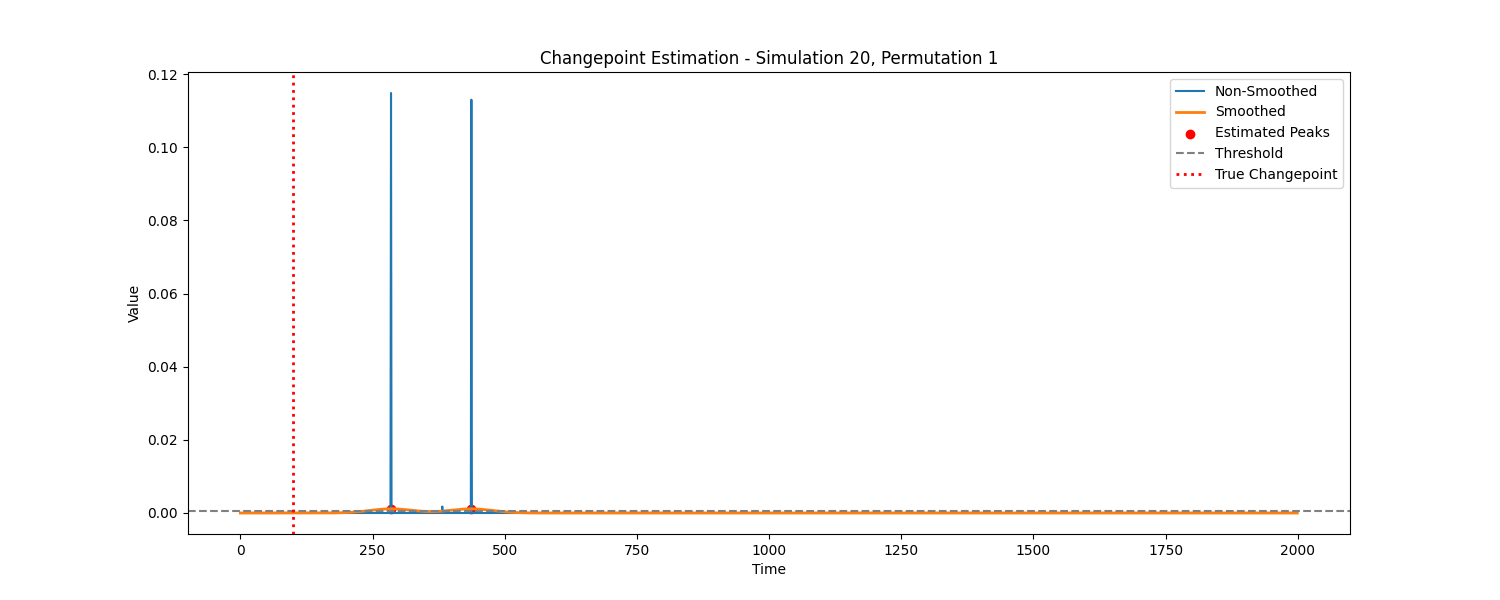 Changepoint Estimation - Simulation 20, Permutation 1
0.12
0.10
0.08
0.06
0.04
0.02
0.00
Value
Non-Smoothed
Smoothed
Estimated Peaks
Threshold
True Changepoint
0 250 500 750 1000 1250 1500 1750 2000
Time